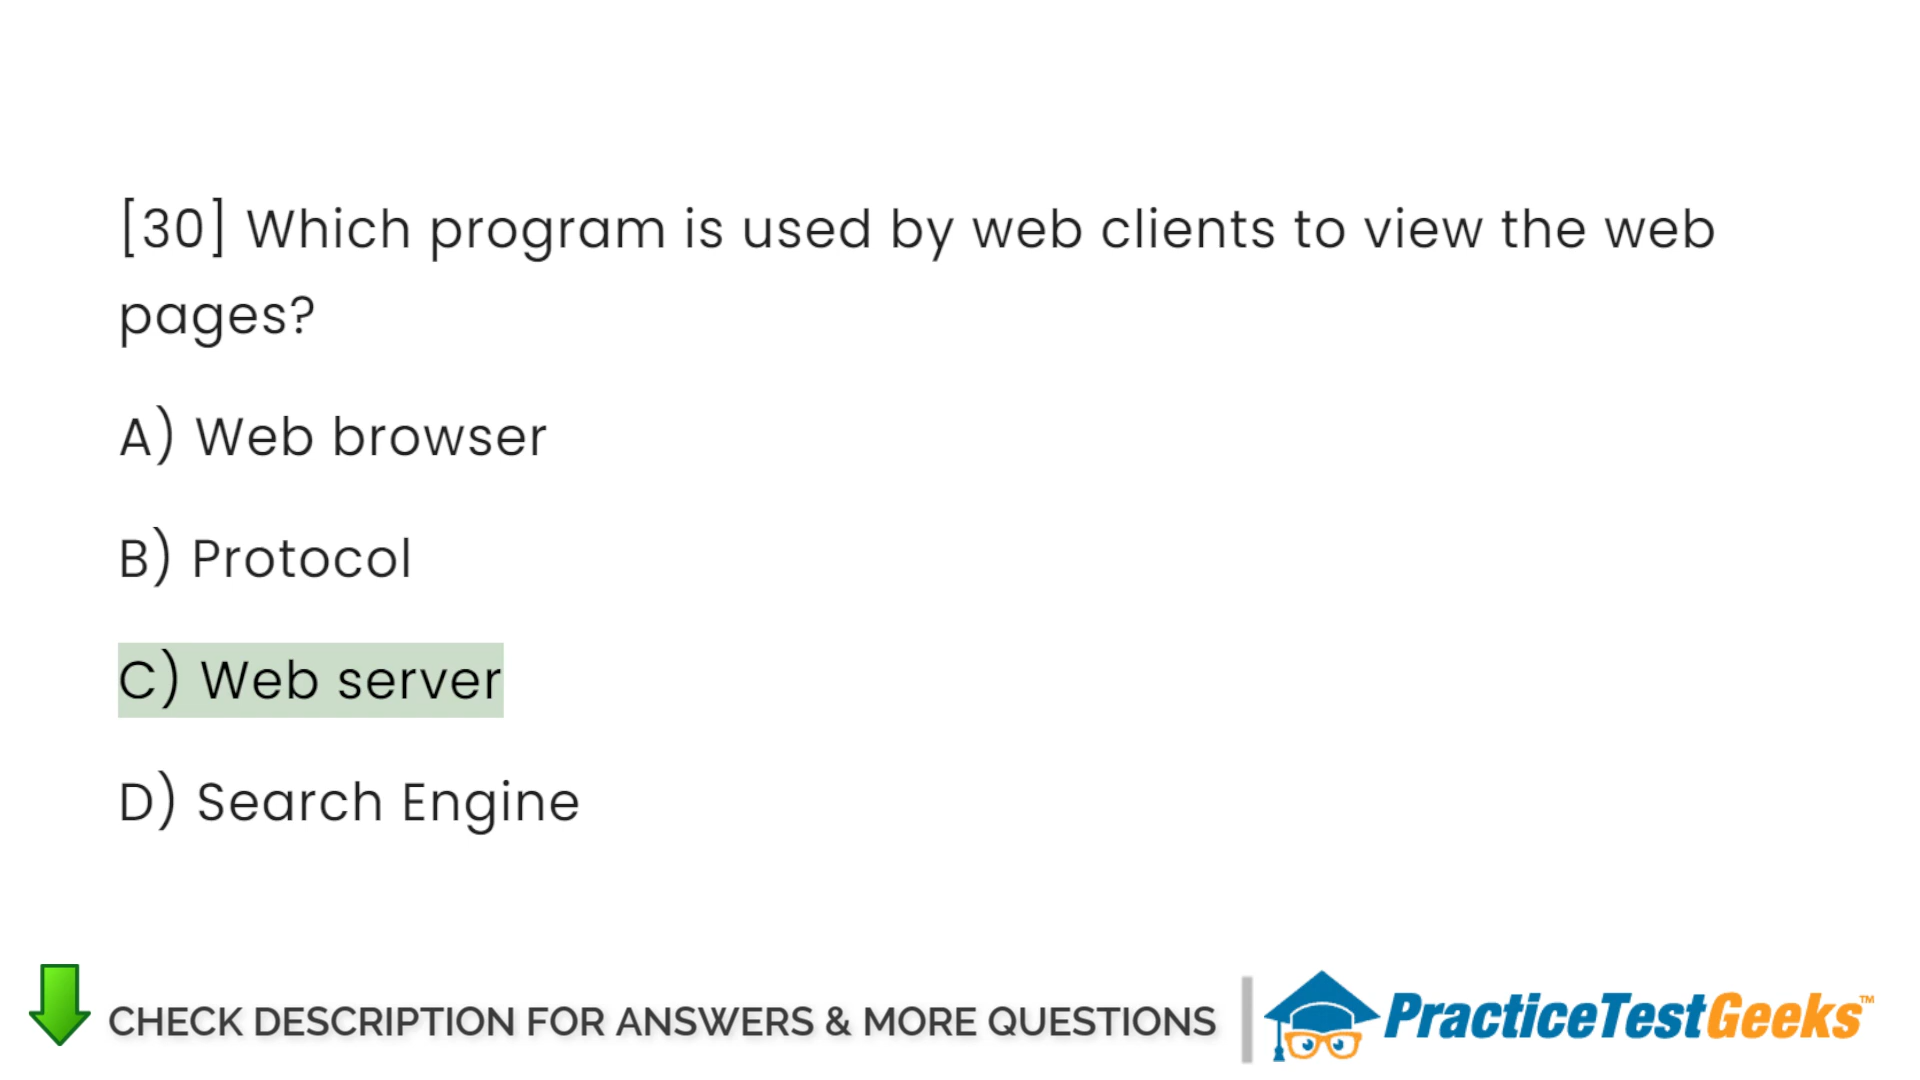 [30] Which program is used by web clients to view the web
pages?
A) Web browser
B) Protocol
C) Web server
D) Search Engine
CHECK DESCRIPTION FOR ANSWERS & MORE QUESTIONS
PracticeTestGeeks™